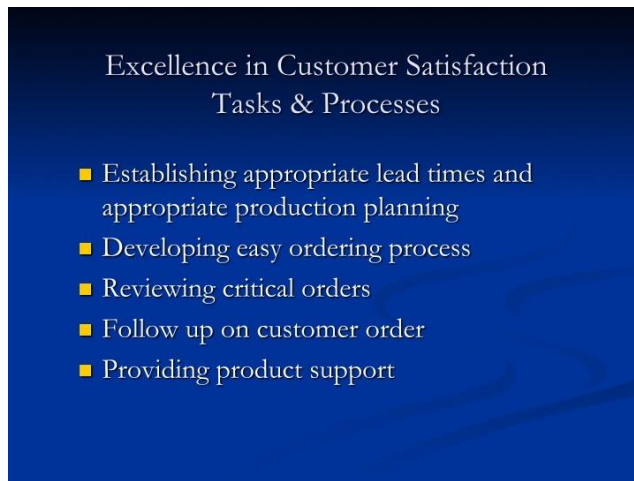 Excellence in Customer Satisfaction
Tasks & Processes
Establishing appropriate lead times and
appropriate production planning
Developing easy ordering process
Reviewing critical orders
Follow up on customer order
Providing product support